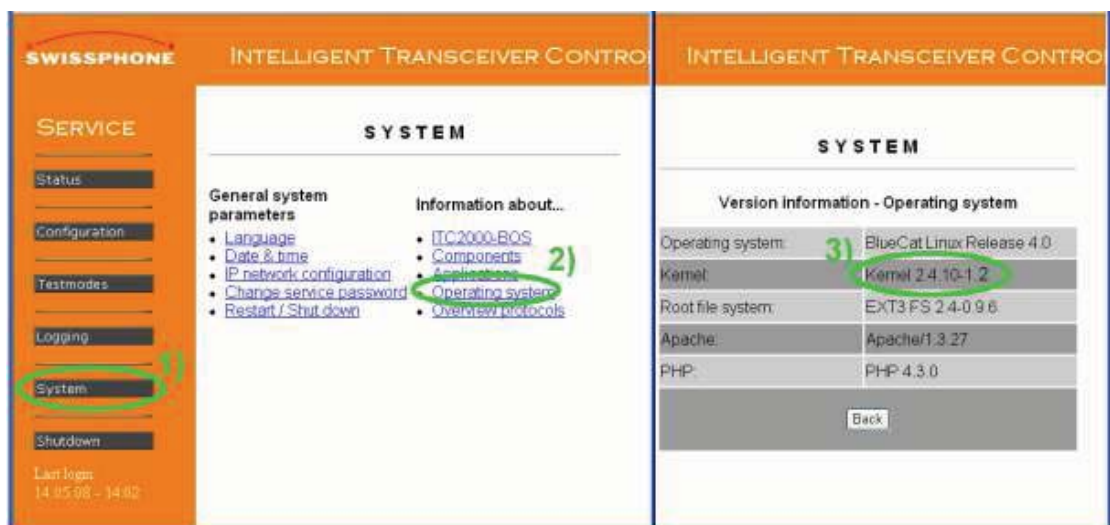 SWISSPHONE
INTELLIGENT TRANSCEIVER CONTRO
SERVICE
Status
Configuration
Testmodes
Logging
1)
System
Shutdown
Last login:
14.05.08 - 14:02
SYSTEM
General system
parameters
• Language
• Date & time
• IP network configuration
• Change service password
• Restart / Shut down
Information about...
• ITC2000-BOS
• Components
2)
• Applications
• Operating system
• Overview protocols
INTELLIGENT TRANSCEIVER CONTRO
SYSTEM
Version information - Operating system
Operating system: BlueCat Linux Release 4.0
3)
Kernel: Kernel 2.4.10-1.2
Root file system: EXT3 FS 2.4-0.9.6
Apache: Apache/1.3.27
PHP: PHP 4.3.0
Back